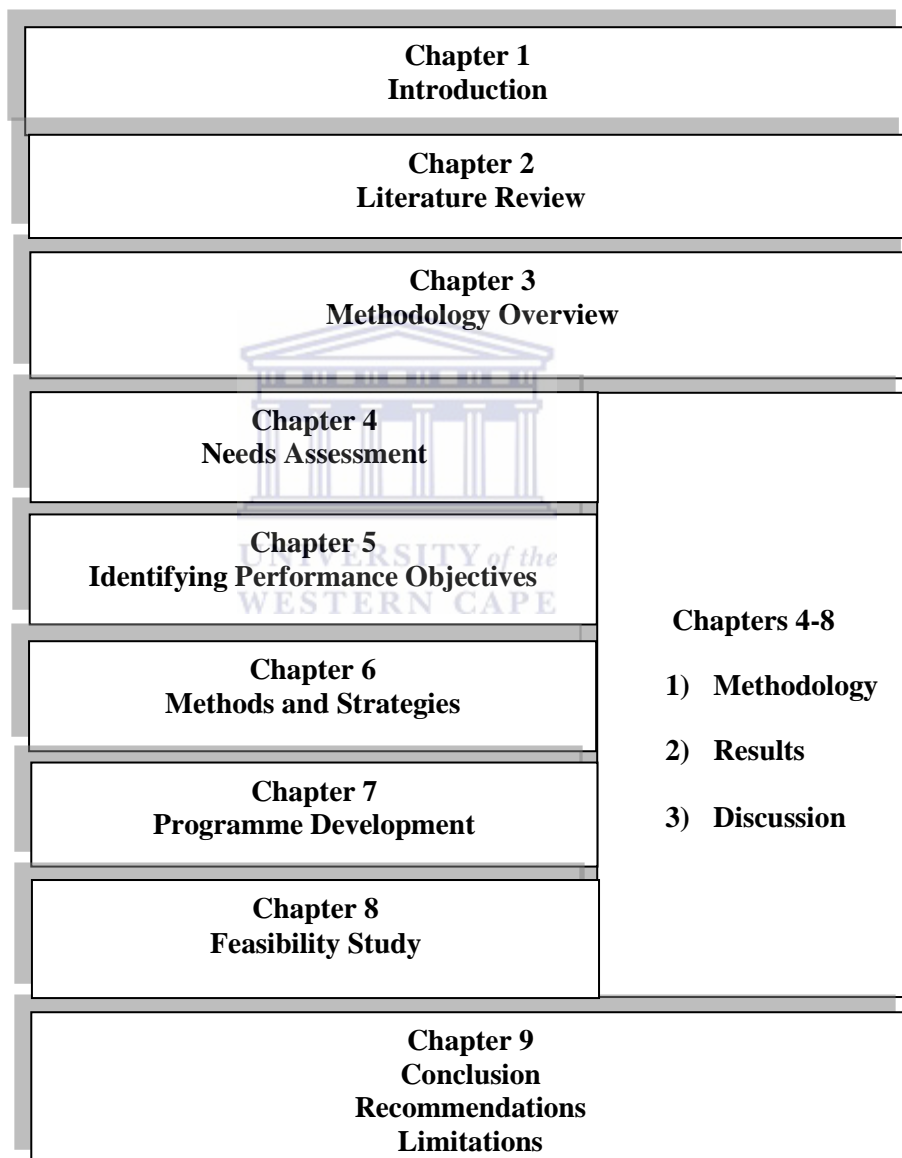 Chapter 1
Introduction
Chapter 2
Literature Review
Chapter 3
Methodology Overview
Chapter 4
Needs Assessment
Chapter 5
Identifying Performance Objectives
UNIVERSITY of the
WESTERN CAPE
Chapter 6
Methods and Strategies
Chapter 7
Programme Development
Chapter 8
Feasibility Study
Chapters 4-8
1) Methodology
2) Results
3) Discussion
Chapter 9
Conclusion
Recommendations
Limitations